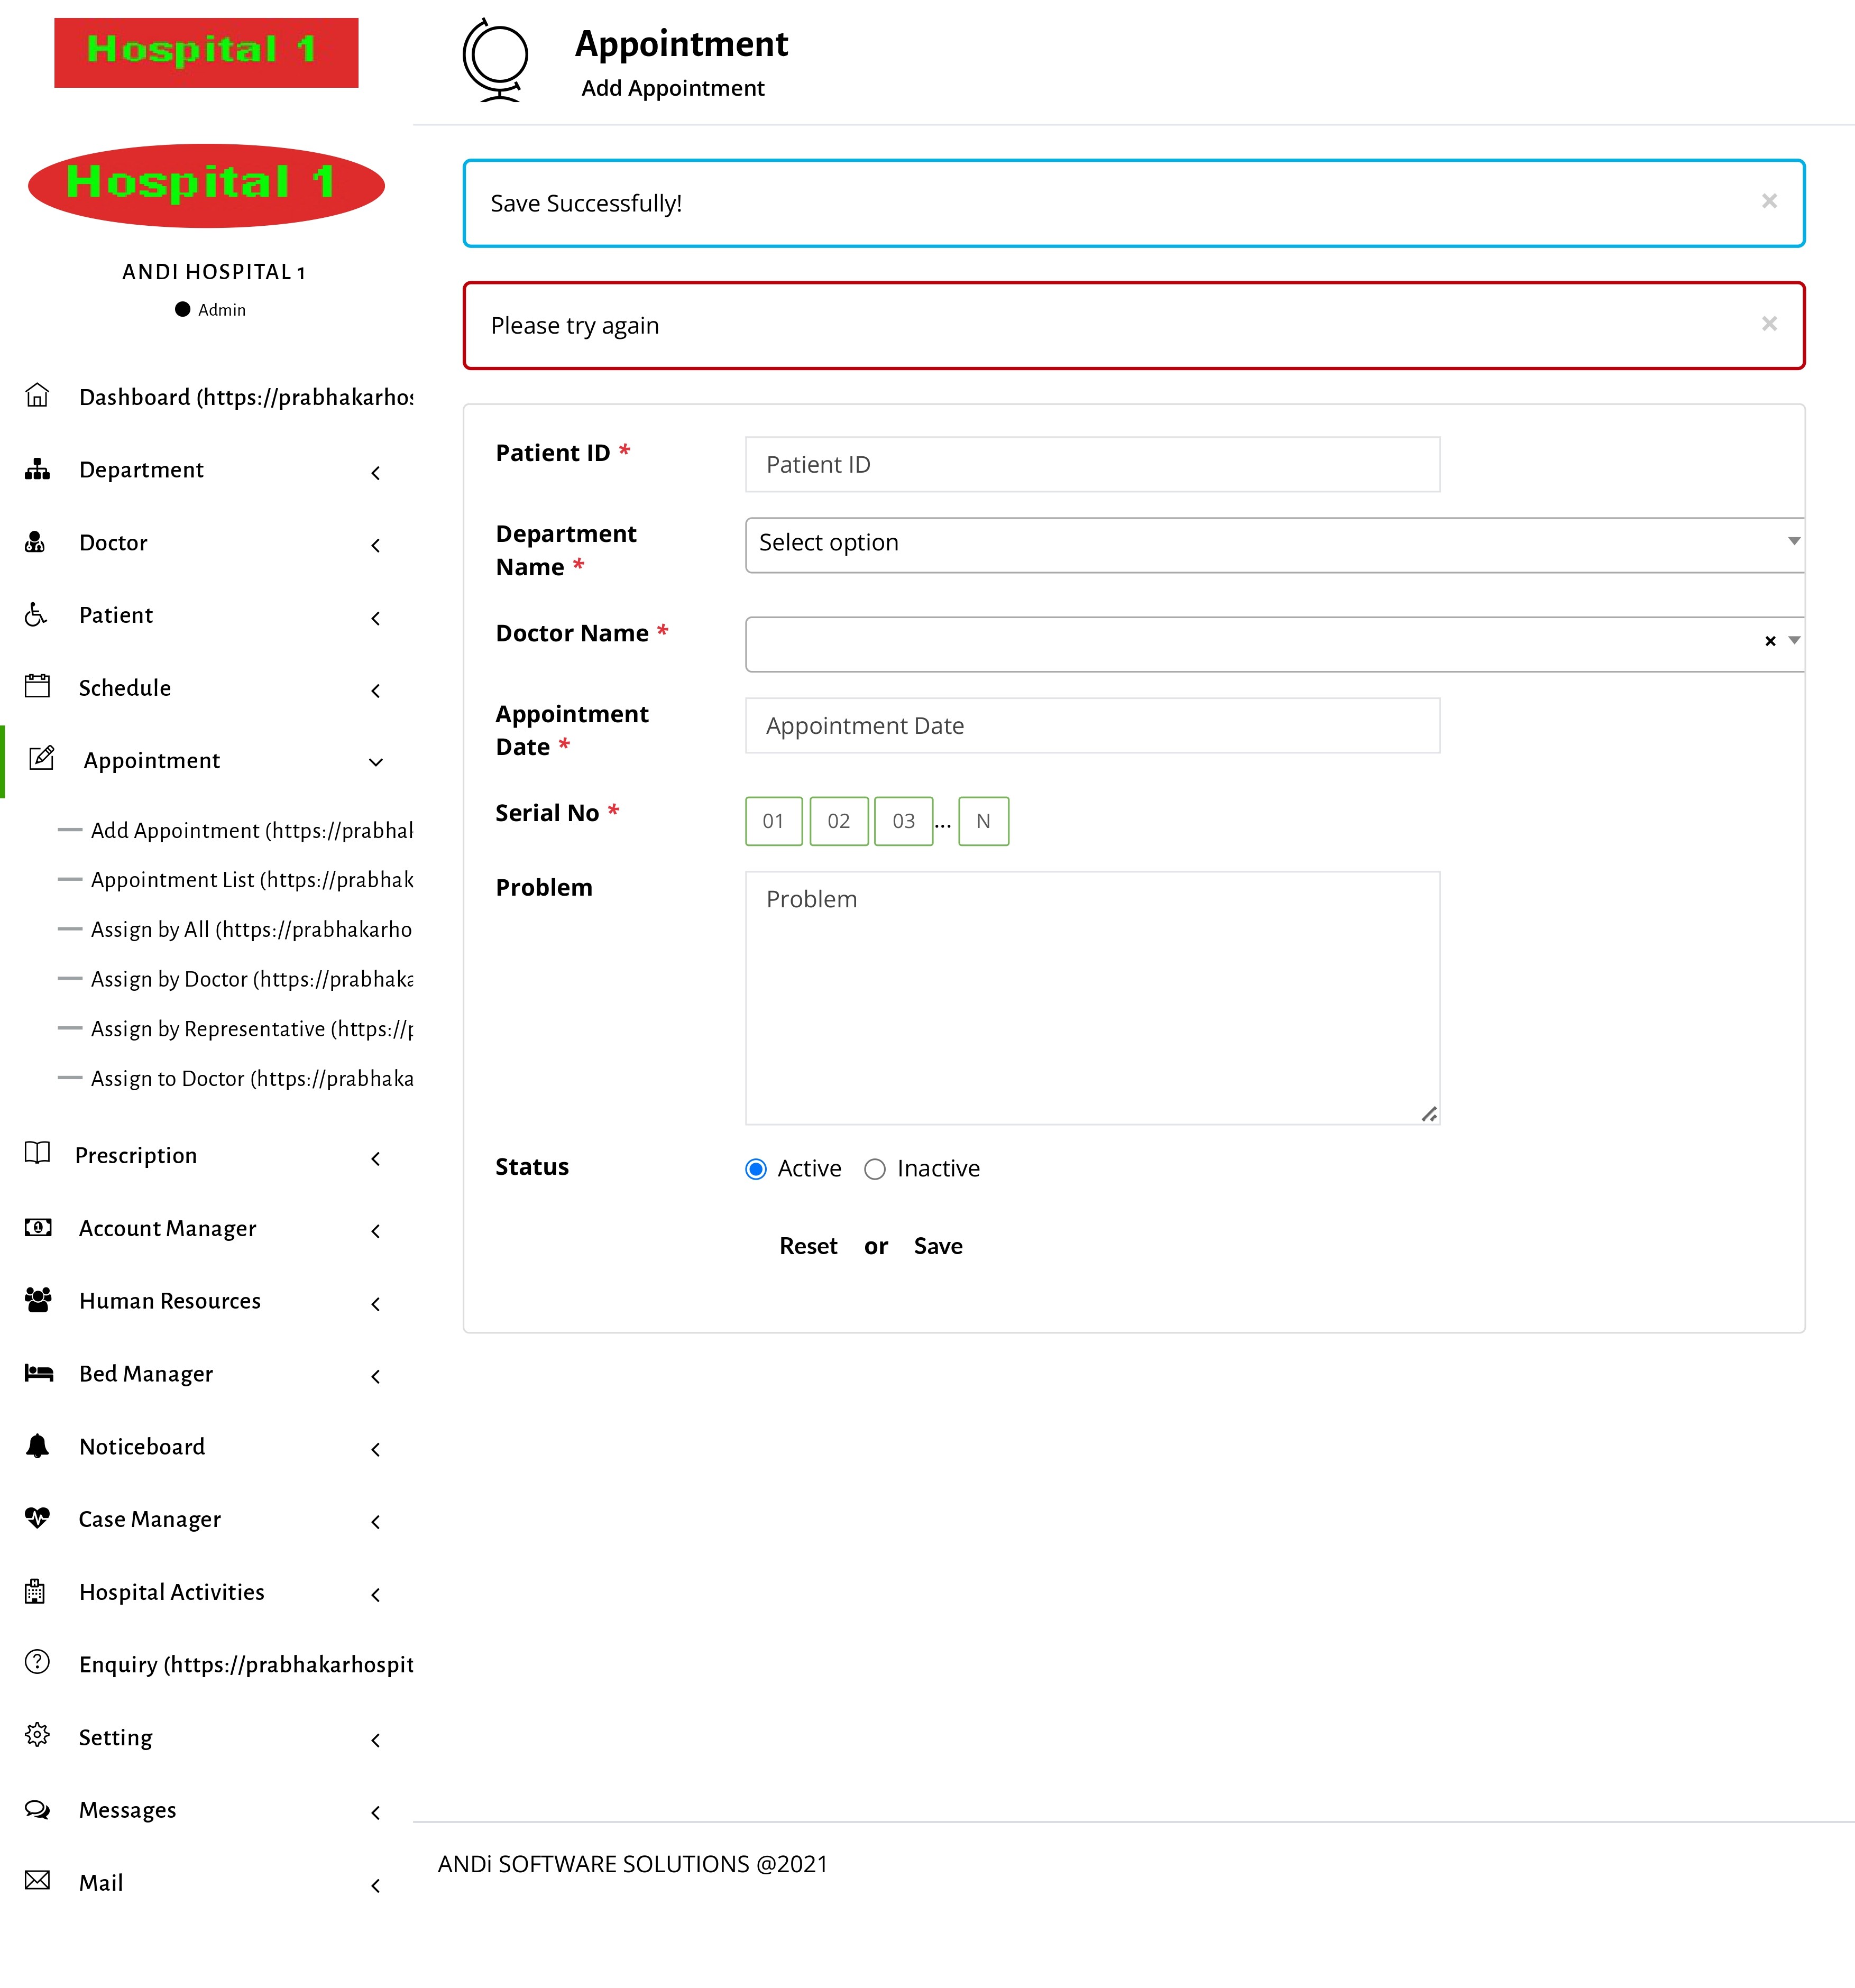 Hospital 1
Hospital 1
ANDI HOSPITAL 1
Admin
Dashboard (https://prabhakarhos
Department
Doctor
Patient
Schedule
Appointment
Add Appointment (https://prabhak
Appointment List (https://prabhak
Assign by All (https://prabhakarho
Assign by Doctor (https://prabhaka
Assign by Representative (https://p
Assign to Doctor (https://prabhaka
Prescription
Account Manager
Human Resources
Bed Manager
Noticeboard
Case Manager
Hospital Activities
Enquiry (https://prabhakarhospit
Setting
Messages
Mail
Appointment
Add Appointment
Save Successfully! ×
Please try again ×
Patient ID * Patient ID
Department
Name *
Select option
Doctor Name * ×
Appointment
Date *
Appointment Date
Serial No * 01 02 03 ... N
Problem Problem
Status Active Inactive
Reset or Save
ANDi SOFTWARE SOLUTIONS @2021